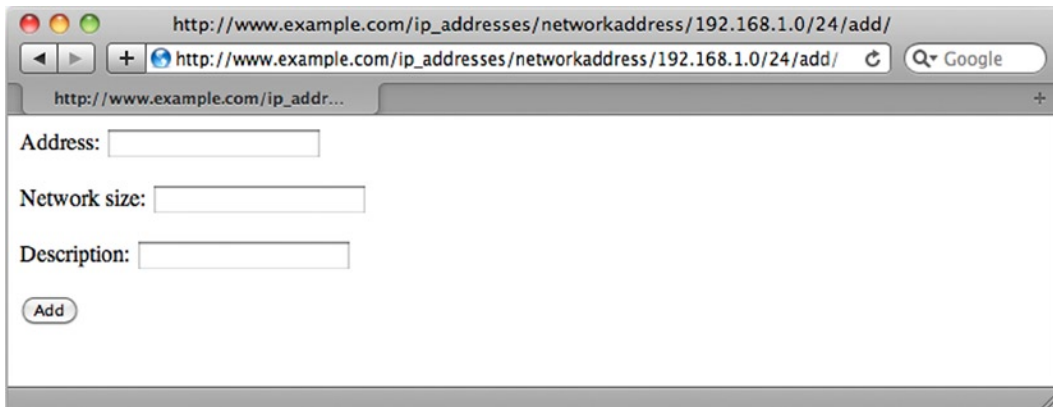 http://www.example.com/ip_addresses/networkaddress/192.168.1.0/24/add/
http://www.example.com/ip_addresses/networkaddress/192.168.1.0/24/add/
Google
http://www.example.com/ip_addr...
Address:
Network size:
Description:
Add